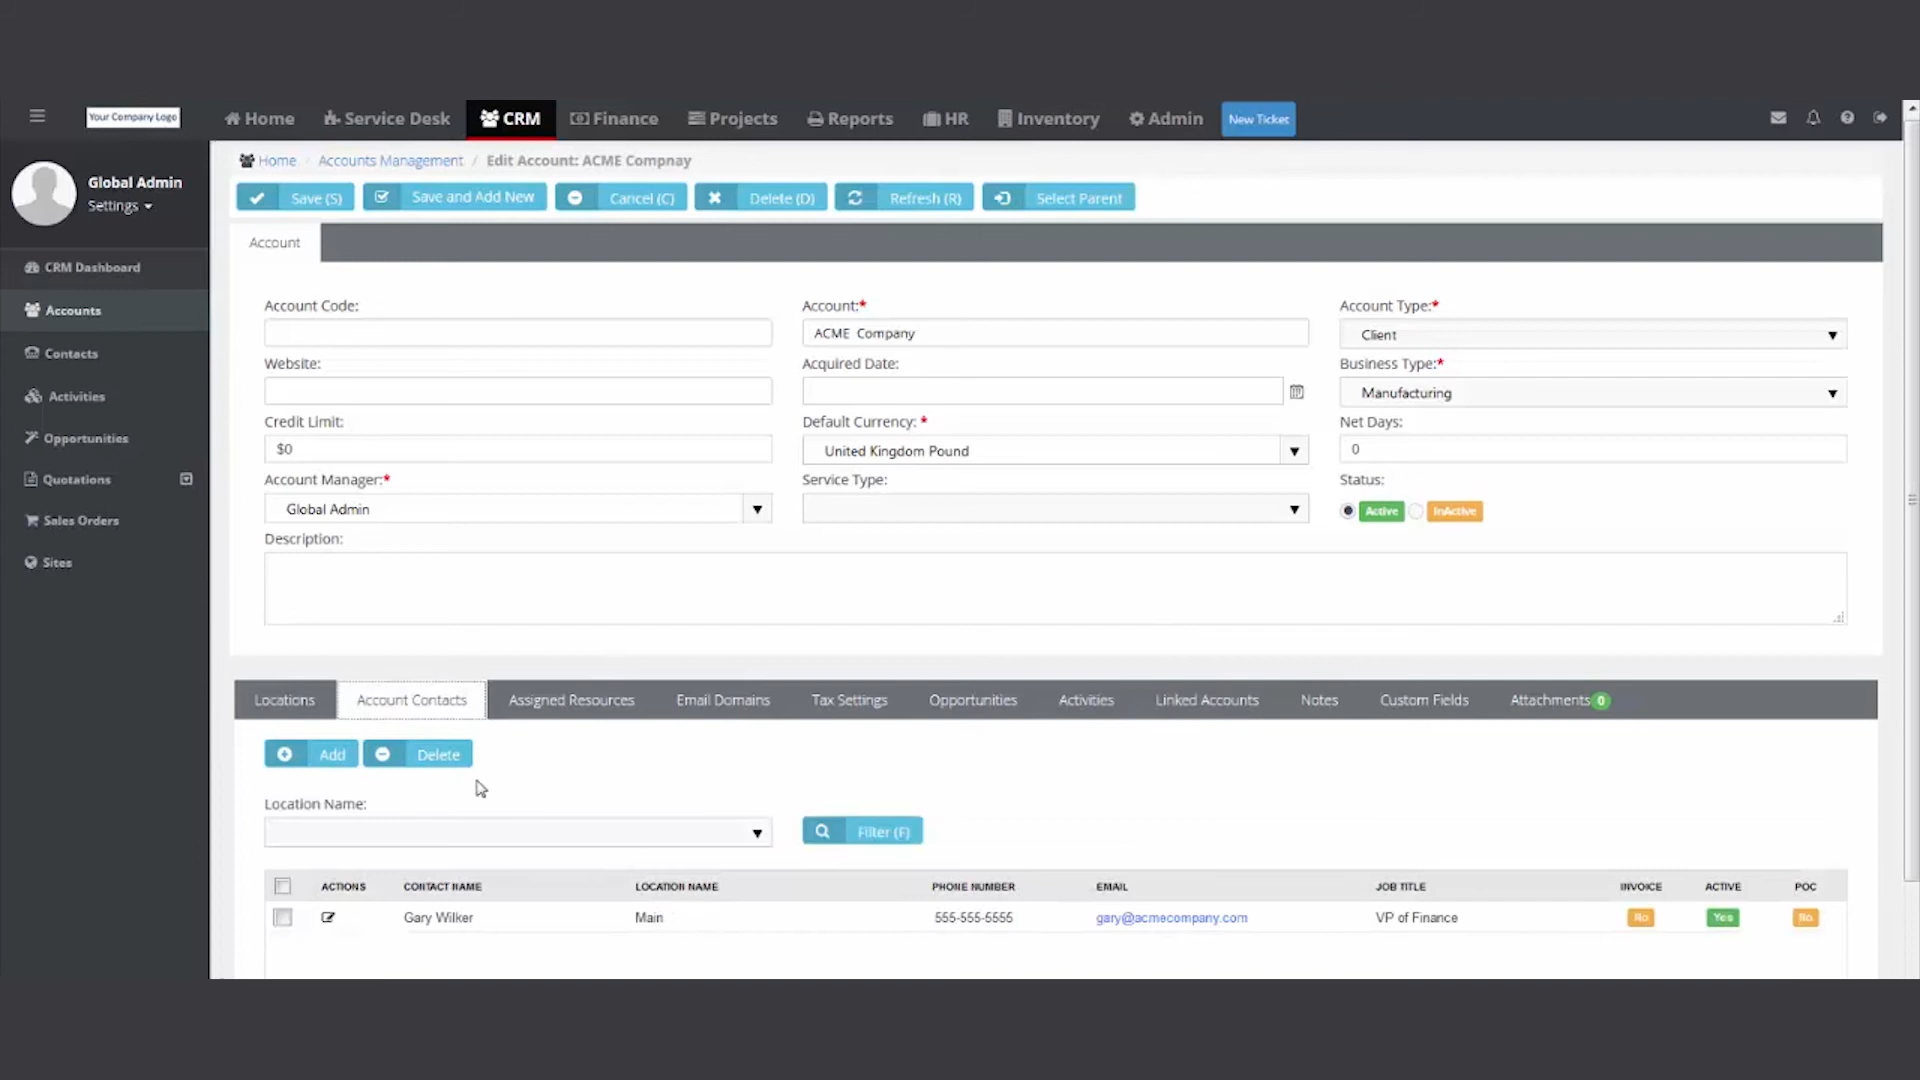 Your Company Logo
Home Service Desk CRM Finance Projects Reports HR Inventory Admin New Ticket
Global Admin
Settings
CRM Dashboard
Accounts
Contacts
Activities
Opportunities
Quotations
Sales Orders
Sites
Home / Accounts Management / Edit Account: ACME Compnay
Save (S) Save and Add New Cancel (C) Delete (D) Refresh (R) Select Parent
Account
Account Code: Account:* Account Type:*
ACME Company Client
Website: Acquired Date: Business Type:*
Manufacturing
Credit Limit: Default Currency: * Net Days:
$0 United Kingdom Pound 0
Account Manager:* Service Type: Status:
Global Admin Active InActive
Description:
Locations Account Contacts Assigned Resources Email Domains Tax Settings Opportunities Activities Linked Accounts Notes Custom Fields Attachments 0
Add Delete
Location Name:
Filter (F)
ACTIONS CONTACT NAME LOCATION NAME PHONE NUMBER EMAIL JOB TITLE INVOICE ACTIVE POC
Gary Wilker Main 555-555-5555 gary@acmecompany.com VP of Finance No Yes No